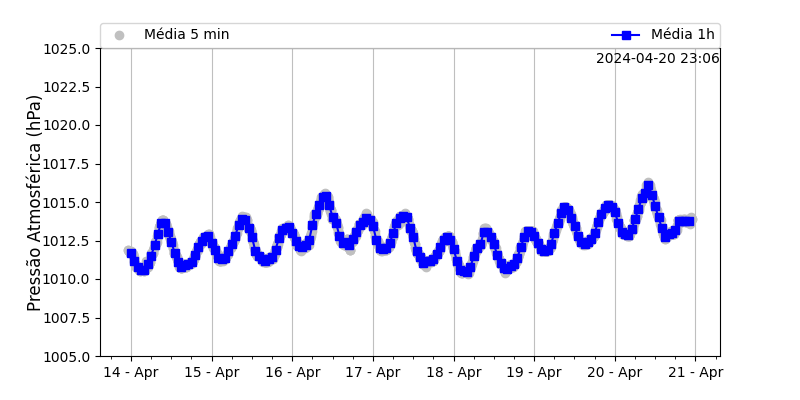 Média 5 min
Média 1h
2024-04-20 23:06
Pressão Atmosférica (hPa)
1025.0
1022.5
1020.0
1017.5
1015.0
1012.5
1010.0
1007.5
1005.0
14 - Apr 15 - Apr 16 - Apr 17 - Apr 18 - Apr 19 - Apr 20 - Apr 21 - Apr